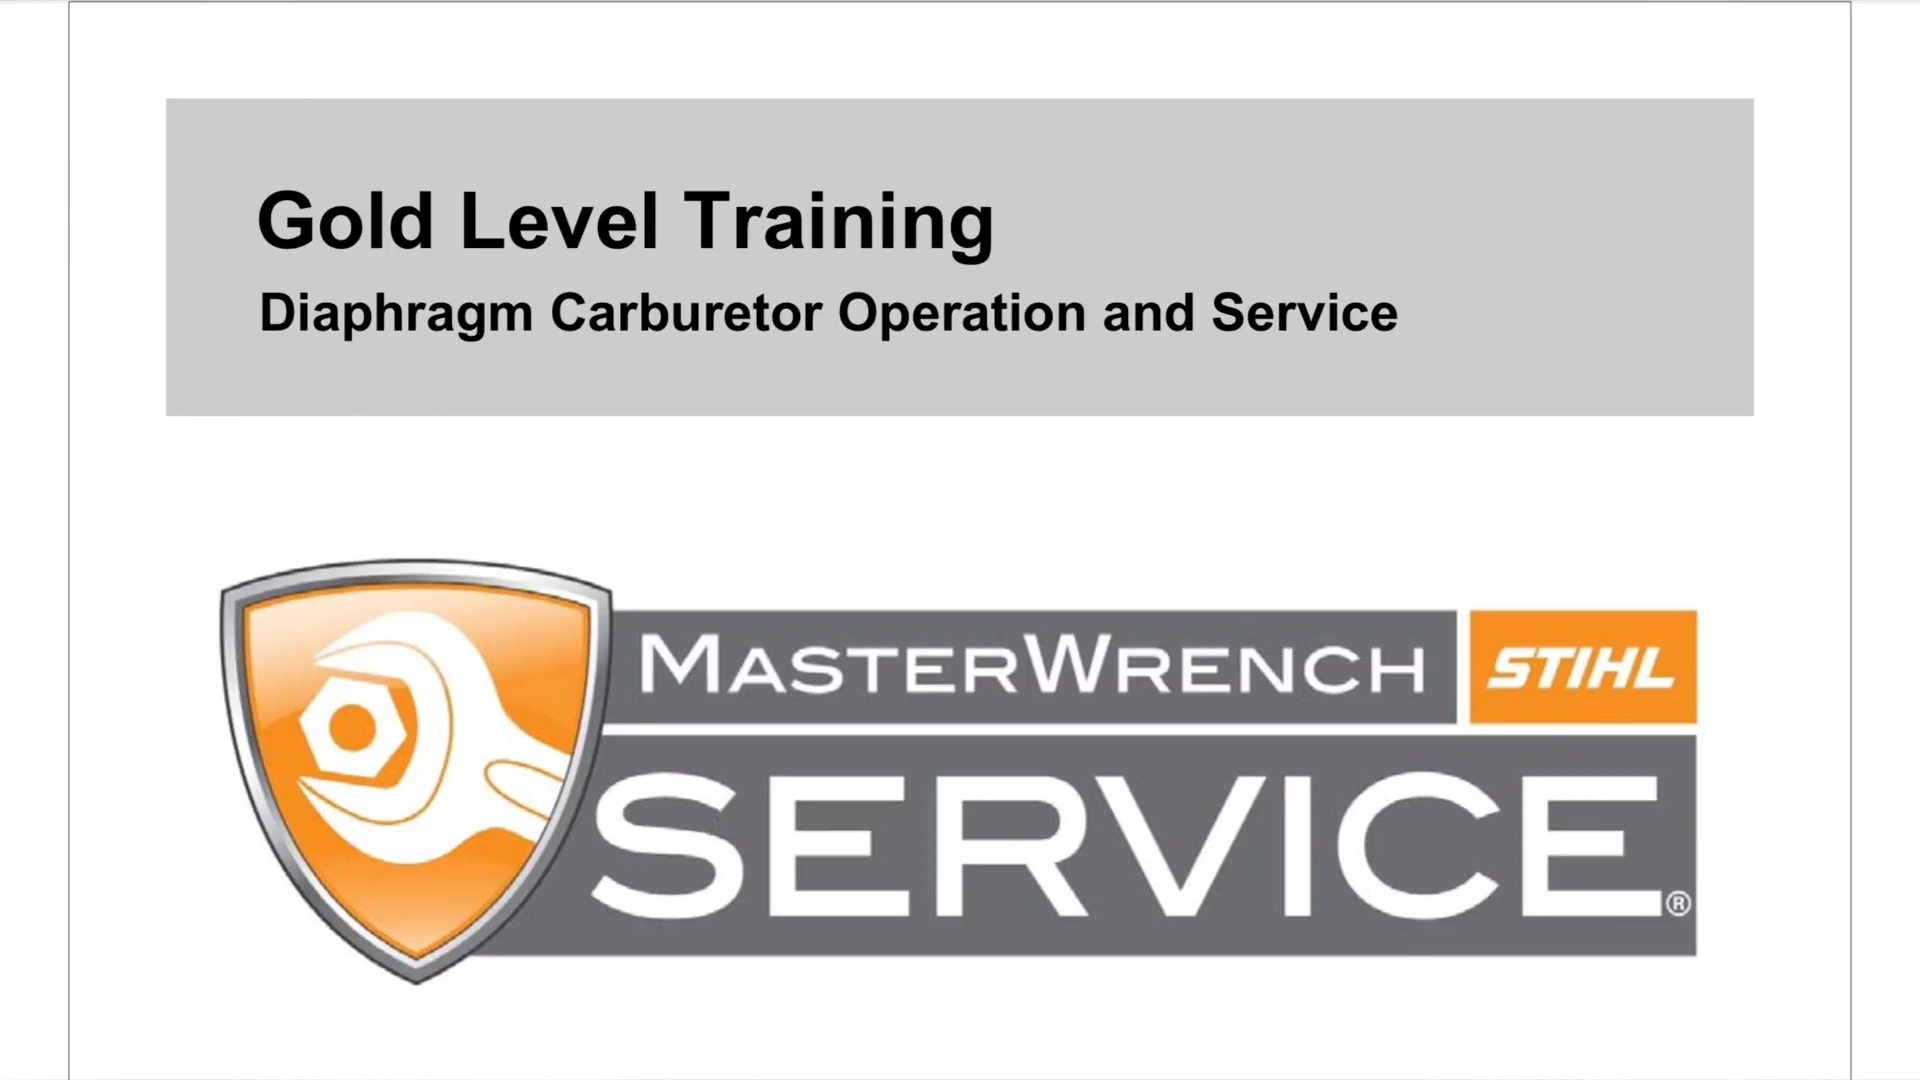 Gold Level Training
Diaphragm Carburetor Operation and Service
MASTERWRENCH STIHL
SERVICE®